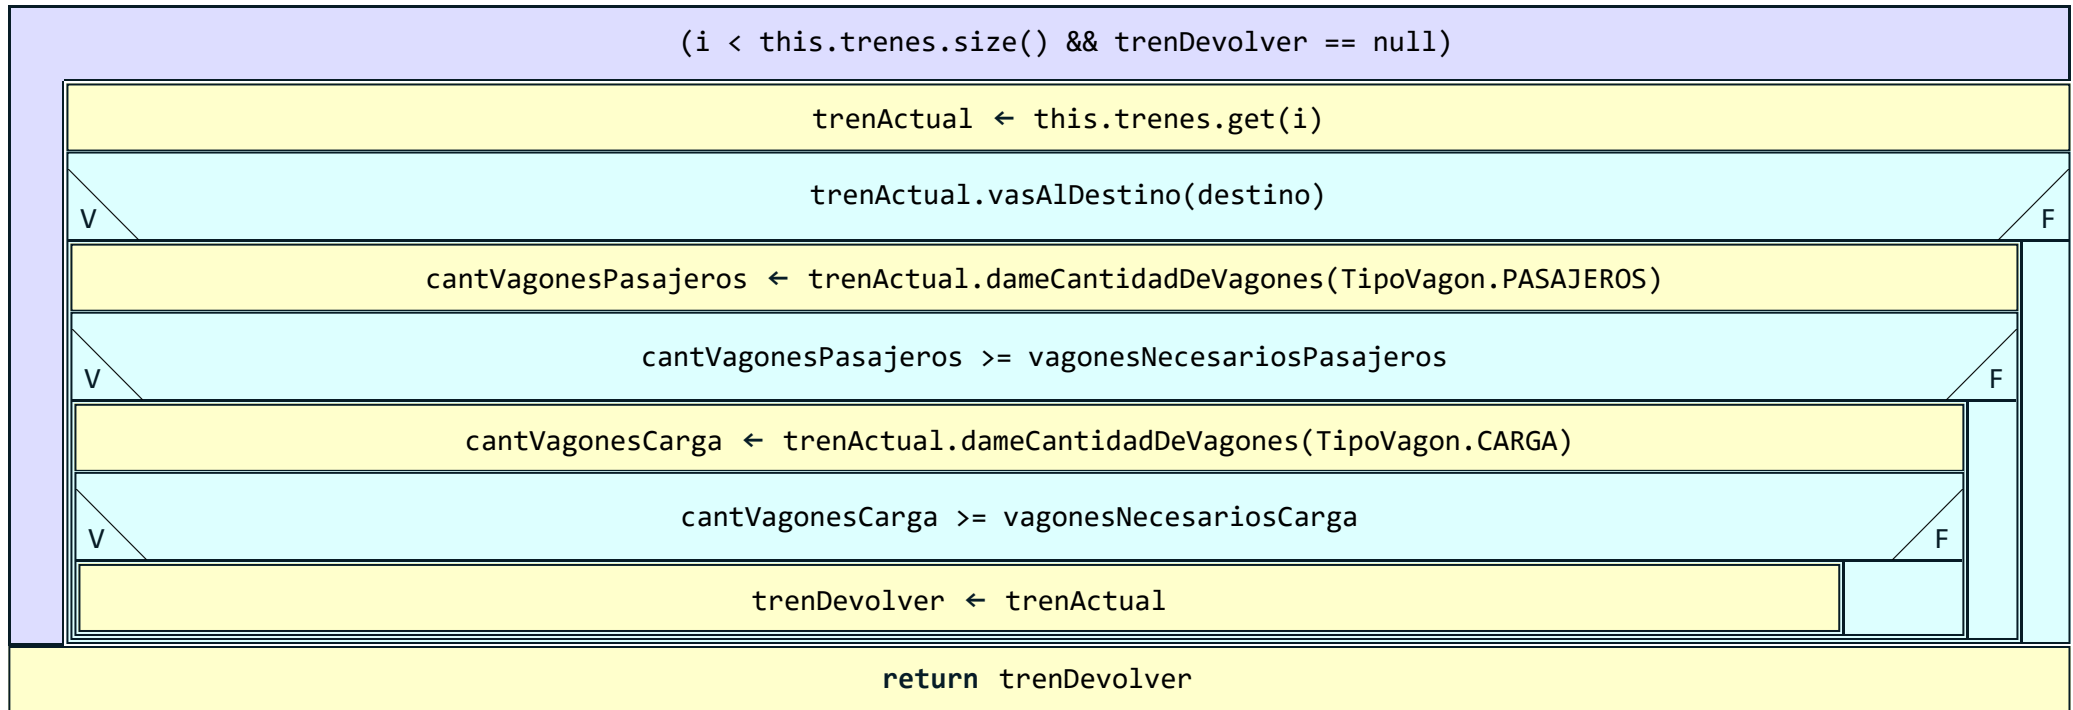 (i < this.trenes.size() && trenDevolver == null)
trenActual ← this.trenes.get(i)
trenActual.vasAlDestino(destino)
V F
cantVagonesPasajeros ← trenActual.dameCantidadDeVagones(TipoVagon.PASAJEROS)
cantVagonesPasajeros >= vagonesNecesariosPasajeros
V F
cantVagonesCarga ← trenActual.dameCantidadDeVagones(TipoVagon.CARGA)
cantVagonesCarga >= vagonesNecesariosCarga
V F
trenDevolver ← trenActual
return trenDevolver